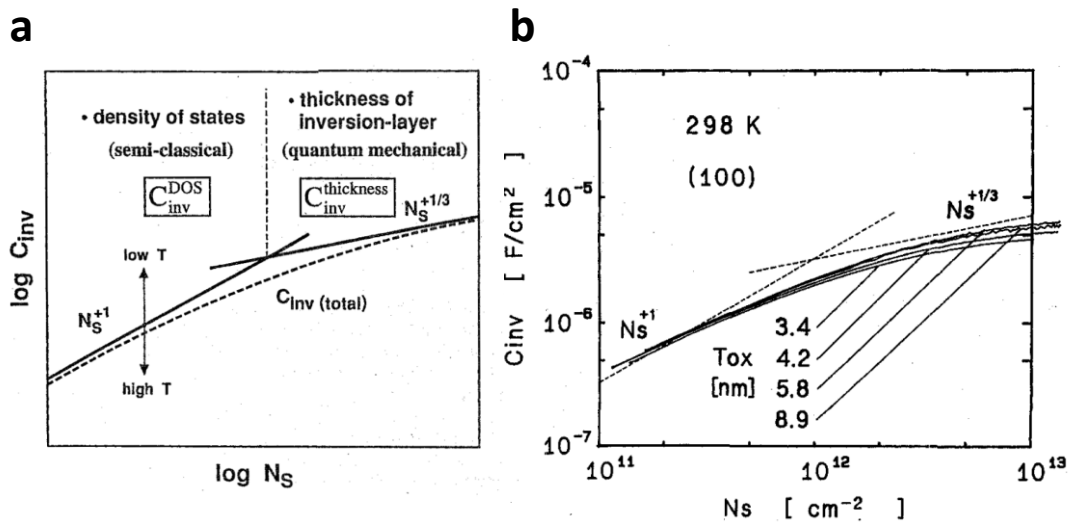 a
• density of states
(semi-classical)
C_inv^DOS
• thickness of
inversion-layer
(quantum mechanical)
C_inv^thickness
N_S^+1/3
low T
N_S^+1
high T
C_inv (total)
log C_inv
log N_S
b
10^-4
10^-5
10^-6
10^-7
Cinv [ F/cm^2 ]
298 K
(100)
Ns^+1/3
Ns^+1
Tox
[nm]
3.4
4.2
5.8
8.9
10^11
10^12
10^13
Ns [ cm^-2 ]